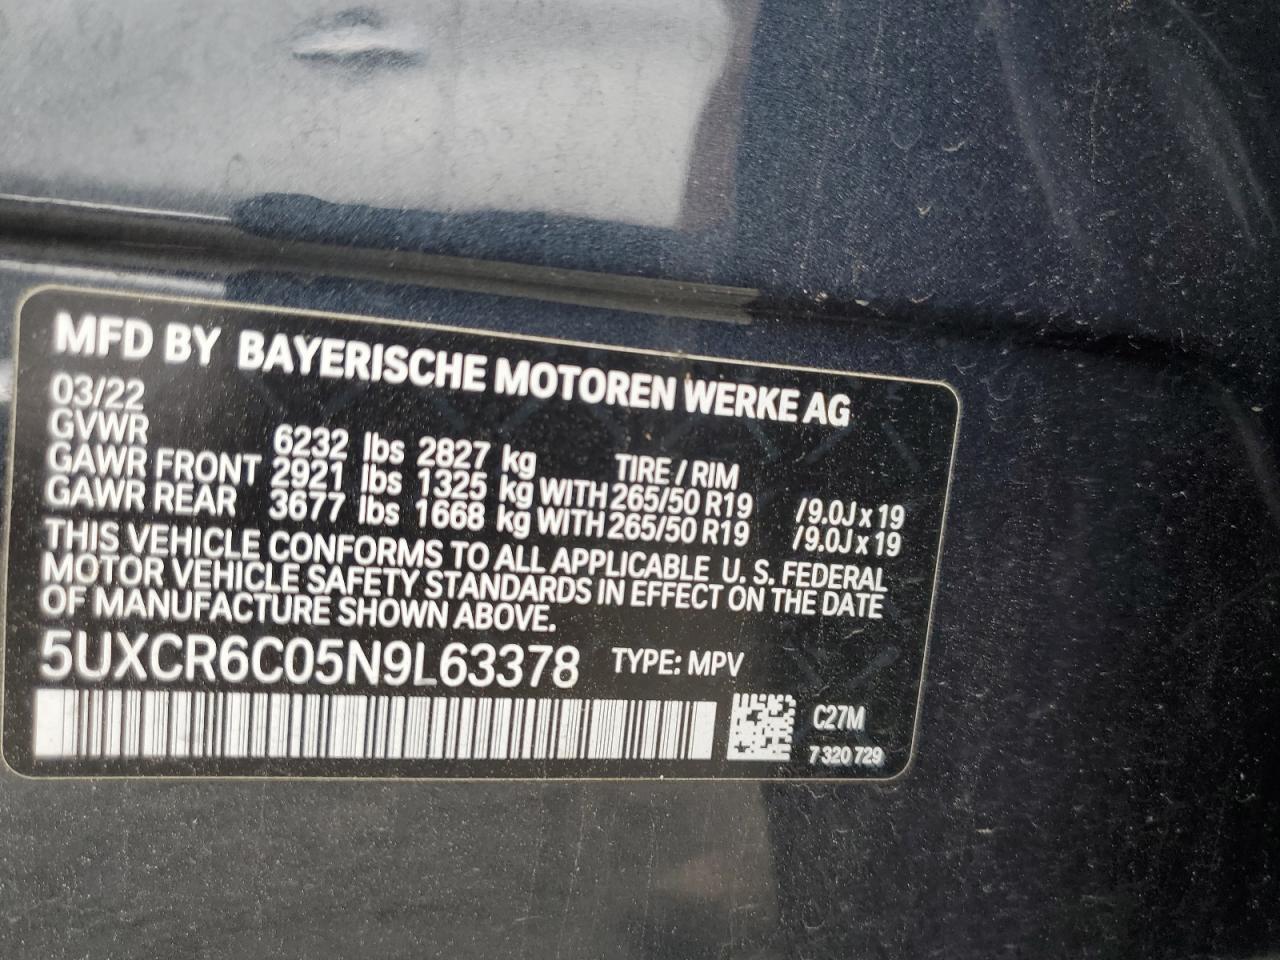 MFD BY BAYERISCHE MOTOREN WERKE AG
03/22
GVWR 6232 lbs 2827 kg TIRE / RIM
GAWR FRONT 2921 lbs 1325 kg WITH 265/50 R19 / 9.0J x 19
GAWR REAR 3677 lbs 1668 kg WITH 265/50 R19 / 9.0J x 19
THIS VEHICLE CONFORMS TO ALL APPLICABLE U. S. FEDERAL
MOTOR VEHICLE SAFETY STANDARDS IN EFFECT ON THE DATE
OF MANUFACTURE SHOWN ABOVE.
5UXCR6C05N9L63378 TYPE: MPV
C27M
7 320 729